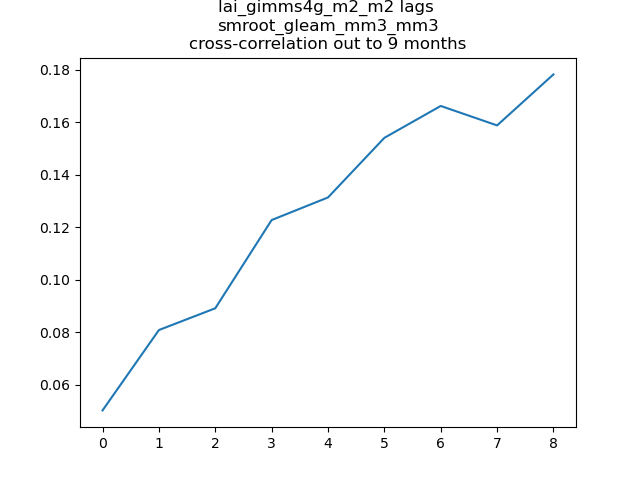 lai_gimms4g_m2_m2 lags
smroot_gleam_mm3_mm3
cross-correlation out to 9 months
0.18
0.16
0.14
0.12
0.10
0.08
0.06
0 1 2 3 4 5 6 7 8